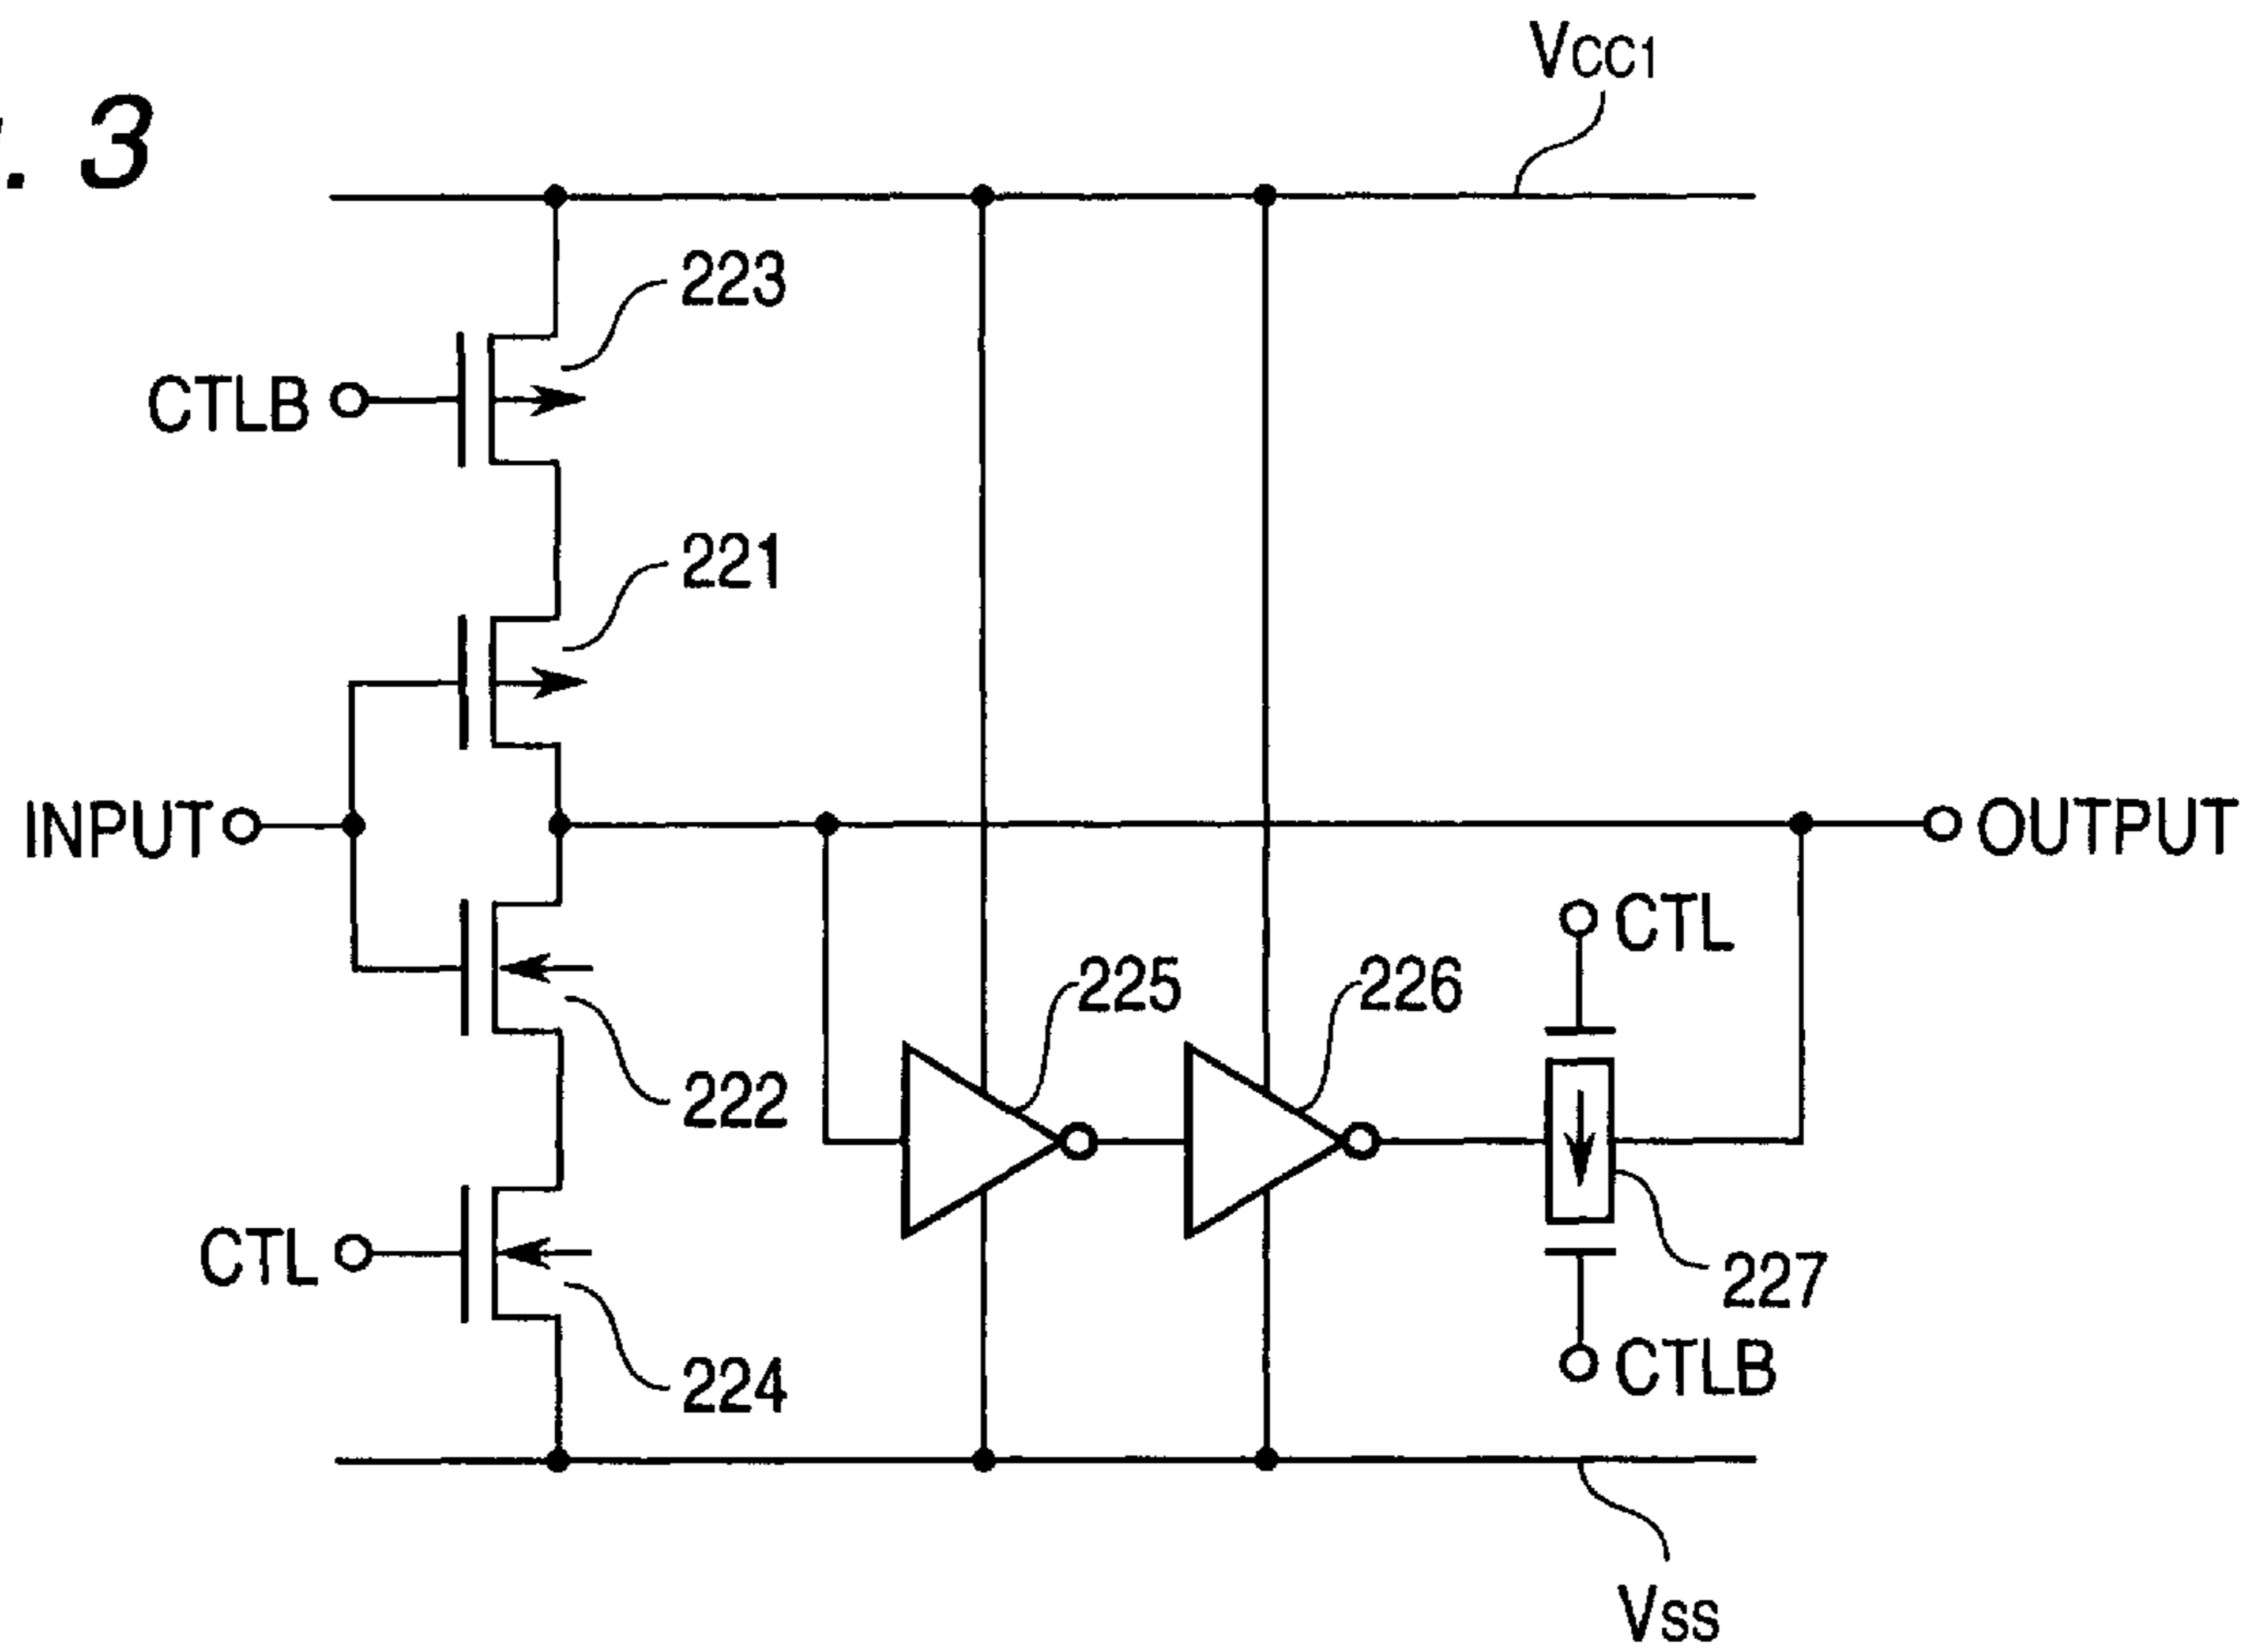 . 3
VCC1
223
CTLB
221
INPUT
OUTPUT
CTL
225
226
222
CTL
227
224
CTLB
VSS